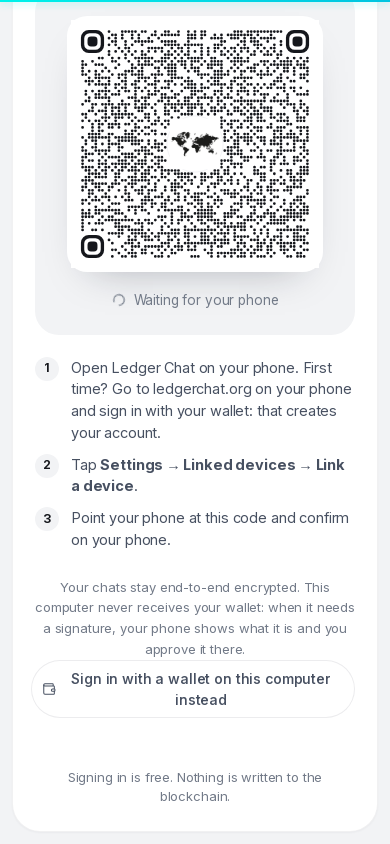 Waiting for your phone
1 Open Ledger Chat on your phone. First
time? Go to ledgerchat.org on your phone
and sign in with your wallet: that creates
your account.
2 Tap Settings → Linked devices → Link
a device.
3 Point your phone at this code and confirm
on your phone.
Your chats stay end-to-end encrypted. This
computer never receives your wallet: when it needs
a signature, your phone shows what it is and you
approve it there.
Sign in with a wallet on this computer
instead
Signing in is free. Nothing is written to the
blockchain.